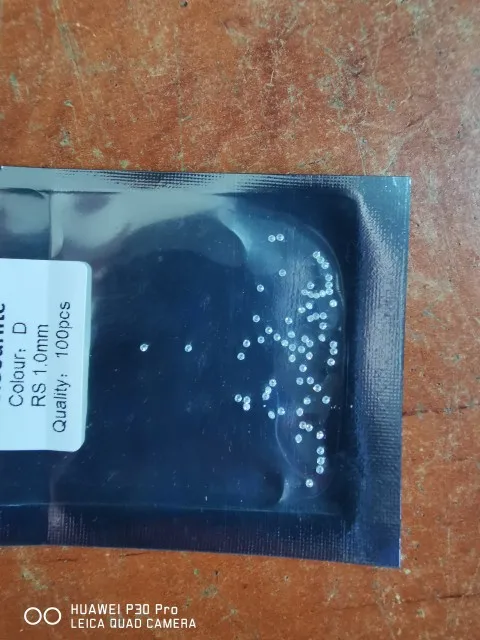 Colour: D
RS 1.0mm
Quality: 100pcs
HUAWEI P30 Pro
LEICA QUAD CAMERA